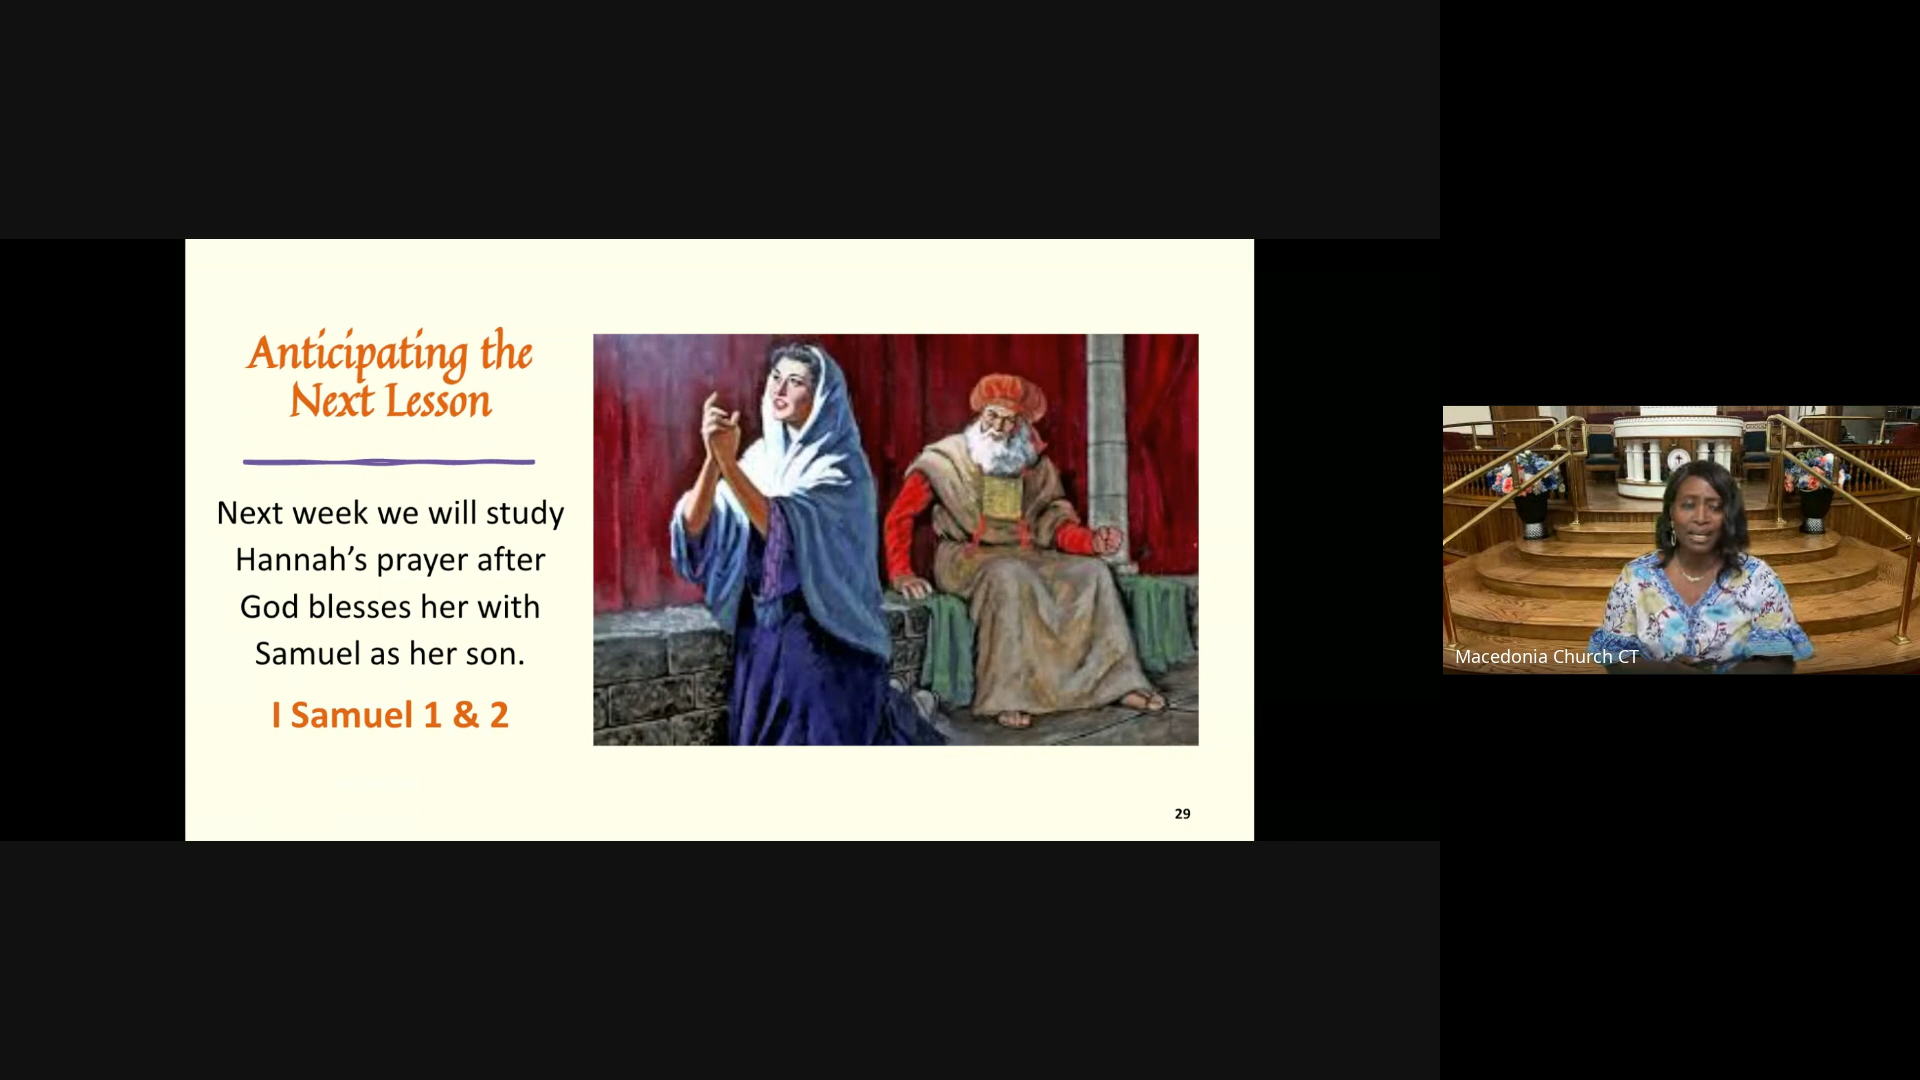 Anticipating the
Next Lesson
Next week we will study
Hannah’s prayer after
God blesses her with
Samuel as her son.
I Samuel 1 & 2
29
Macedonia Church CT